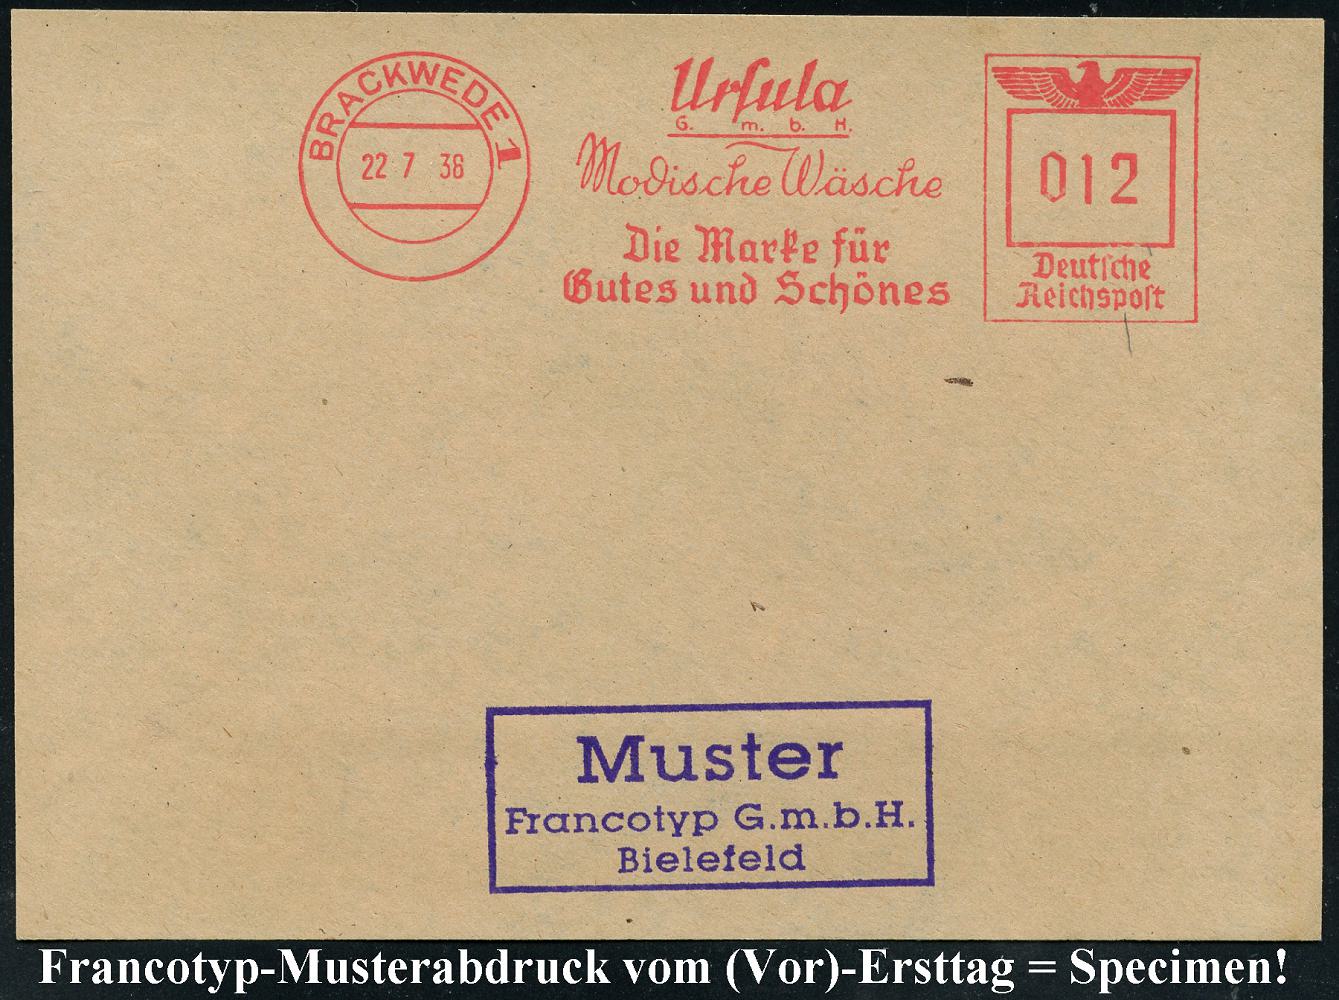 BRACKWEDE 1
22 7 38
Ursula
G. m. b. H.
Modische Wäsche
Die Marke für
Gutes und Schönes
012
Deutsche
Reichspost
Muster
Francotyp G.m.b.H.
Bielefeld
Francotyp-Musterabdruck vom (Vor)-Ersttag = Specimen!